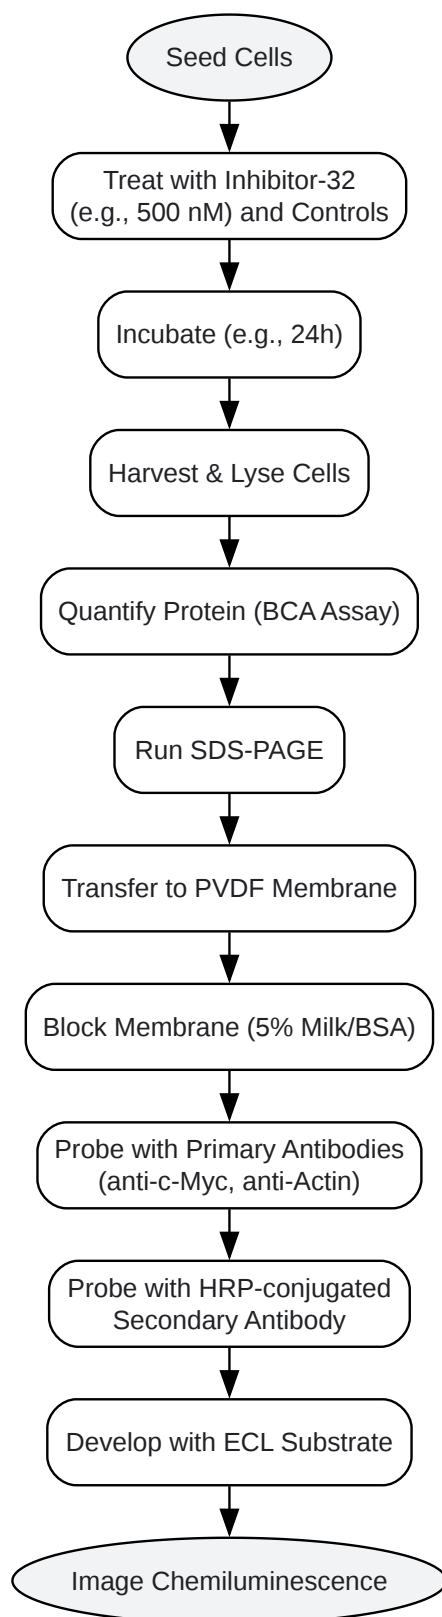 Seed Cells
Treat with Inhibitor-32
(e.g., 500 nM) and Controls
Incubate (e.g., 24h)
Harvest & Lyse Cells
Quantify Protein (BCA Assay)
Run SDS-PAGE
Transfer to PVDF Membrane
Block Membrane (5% Milk/BSA)
Probe with Primary Antibodies
(anti-c-Myc, anti-Actin)
Probe with HRP-conjugated
Secondary Antibody
Develop with ECL Substrate
Image Chemiluminescence